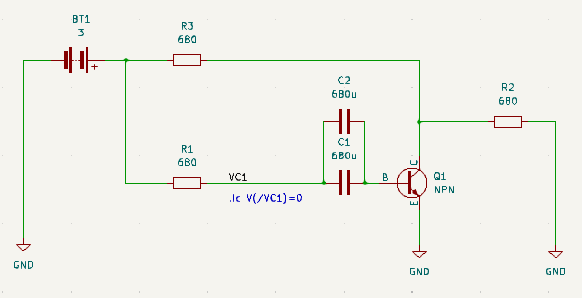 BT1
3
+
R3
680
C2
680u
C1
680u
R2
680
R1
680
VC1
.ic V(/VC1)=0
B
C
E
Q1
NPN
GND
GND
GND